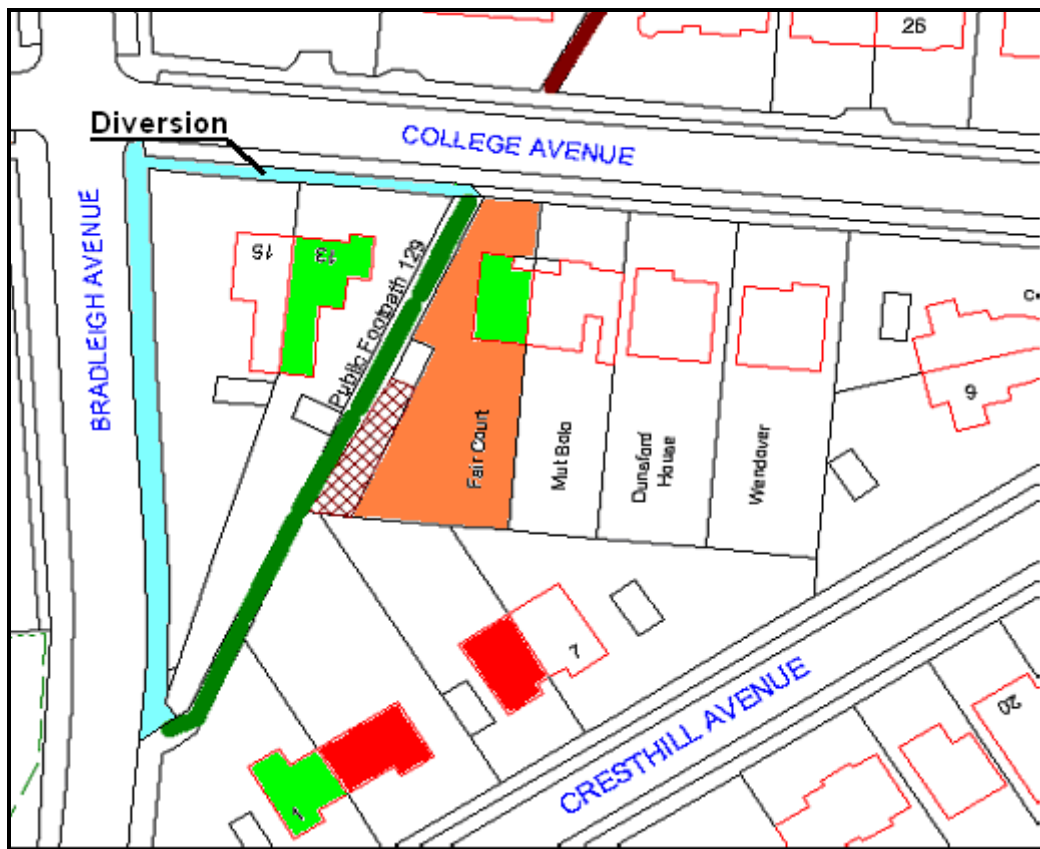 26
Diversion
COLLEGE AVENUE
BRADLEIGH AVENUE
15
13
Public Footpath 129
Fair Court
Mut Bala
Dunsford
House
Wendover
9
7
CRESTHILL AVENUE
20
1